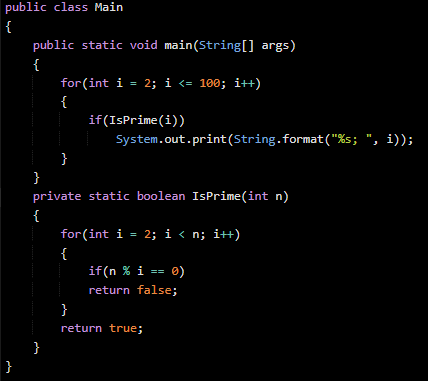 public class Main
{
    public static void main(String[] args)
    {
        for(int i = 2; i <= 100; i++)
        {
            if(IsPrime(i))
                System.out.print(String.format("%s; ", i));
        }
    }
    private static boolean IsPrime(int n)
    {
        for(int i = 2; i < n; i++)
        {
            if(n % i == 0)
            return false;
        }
        return true;
    }
}